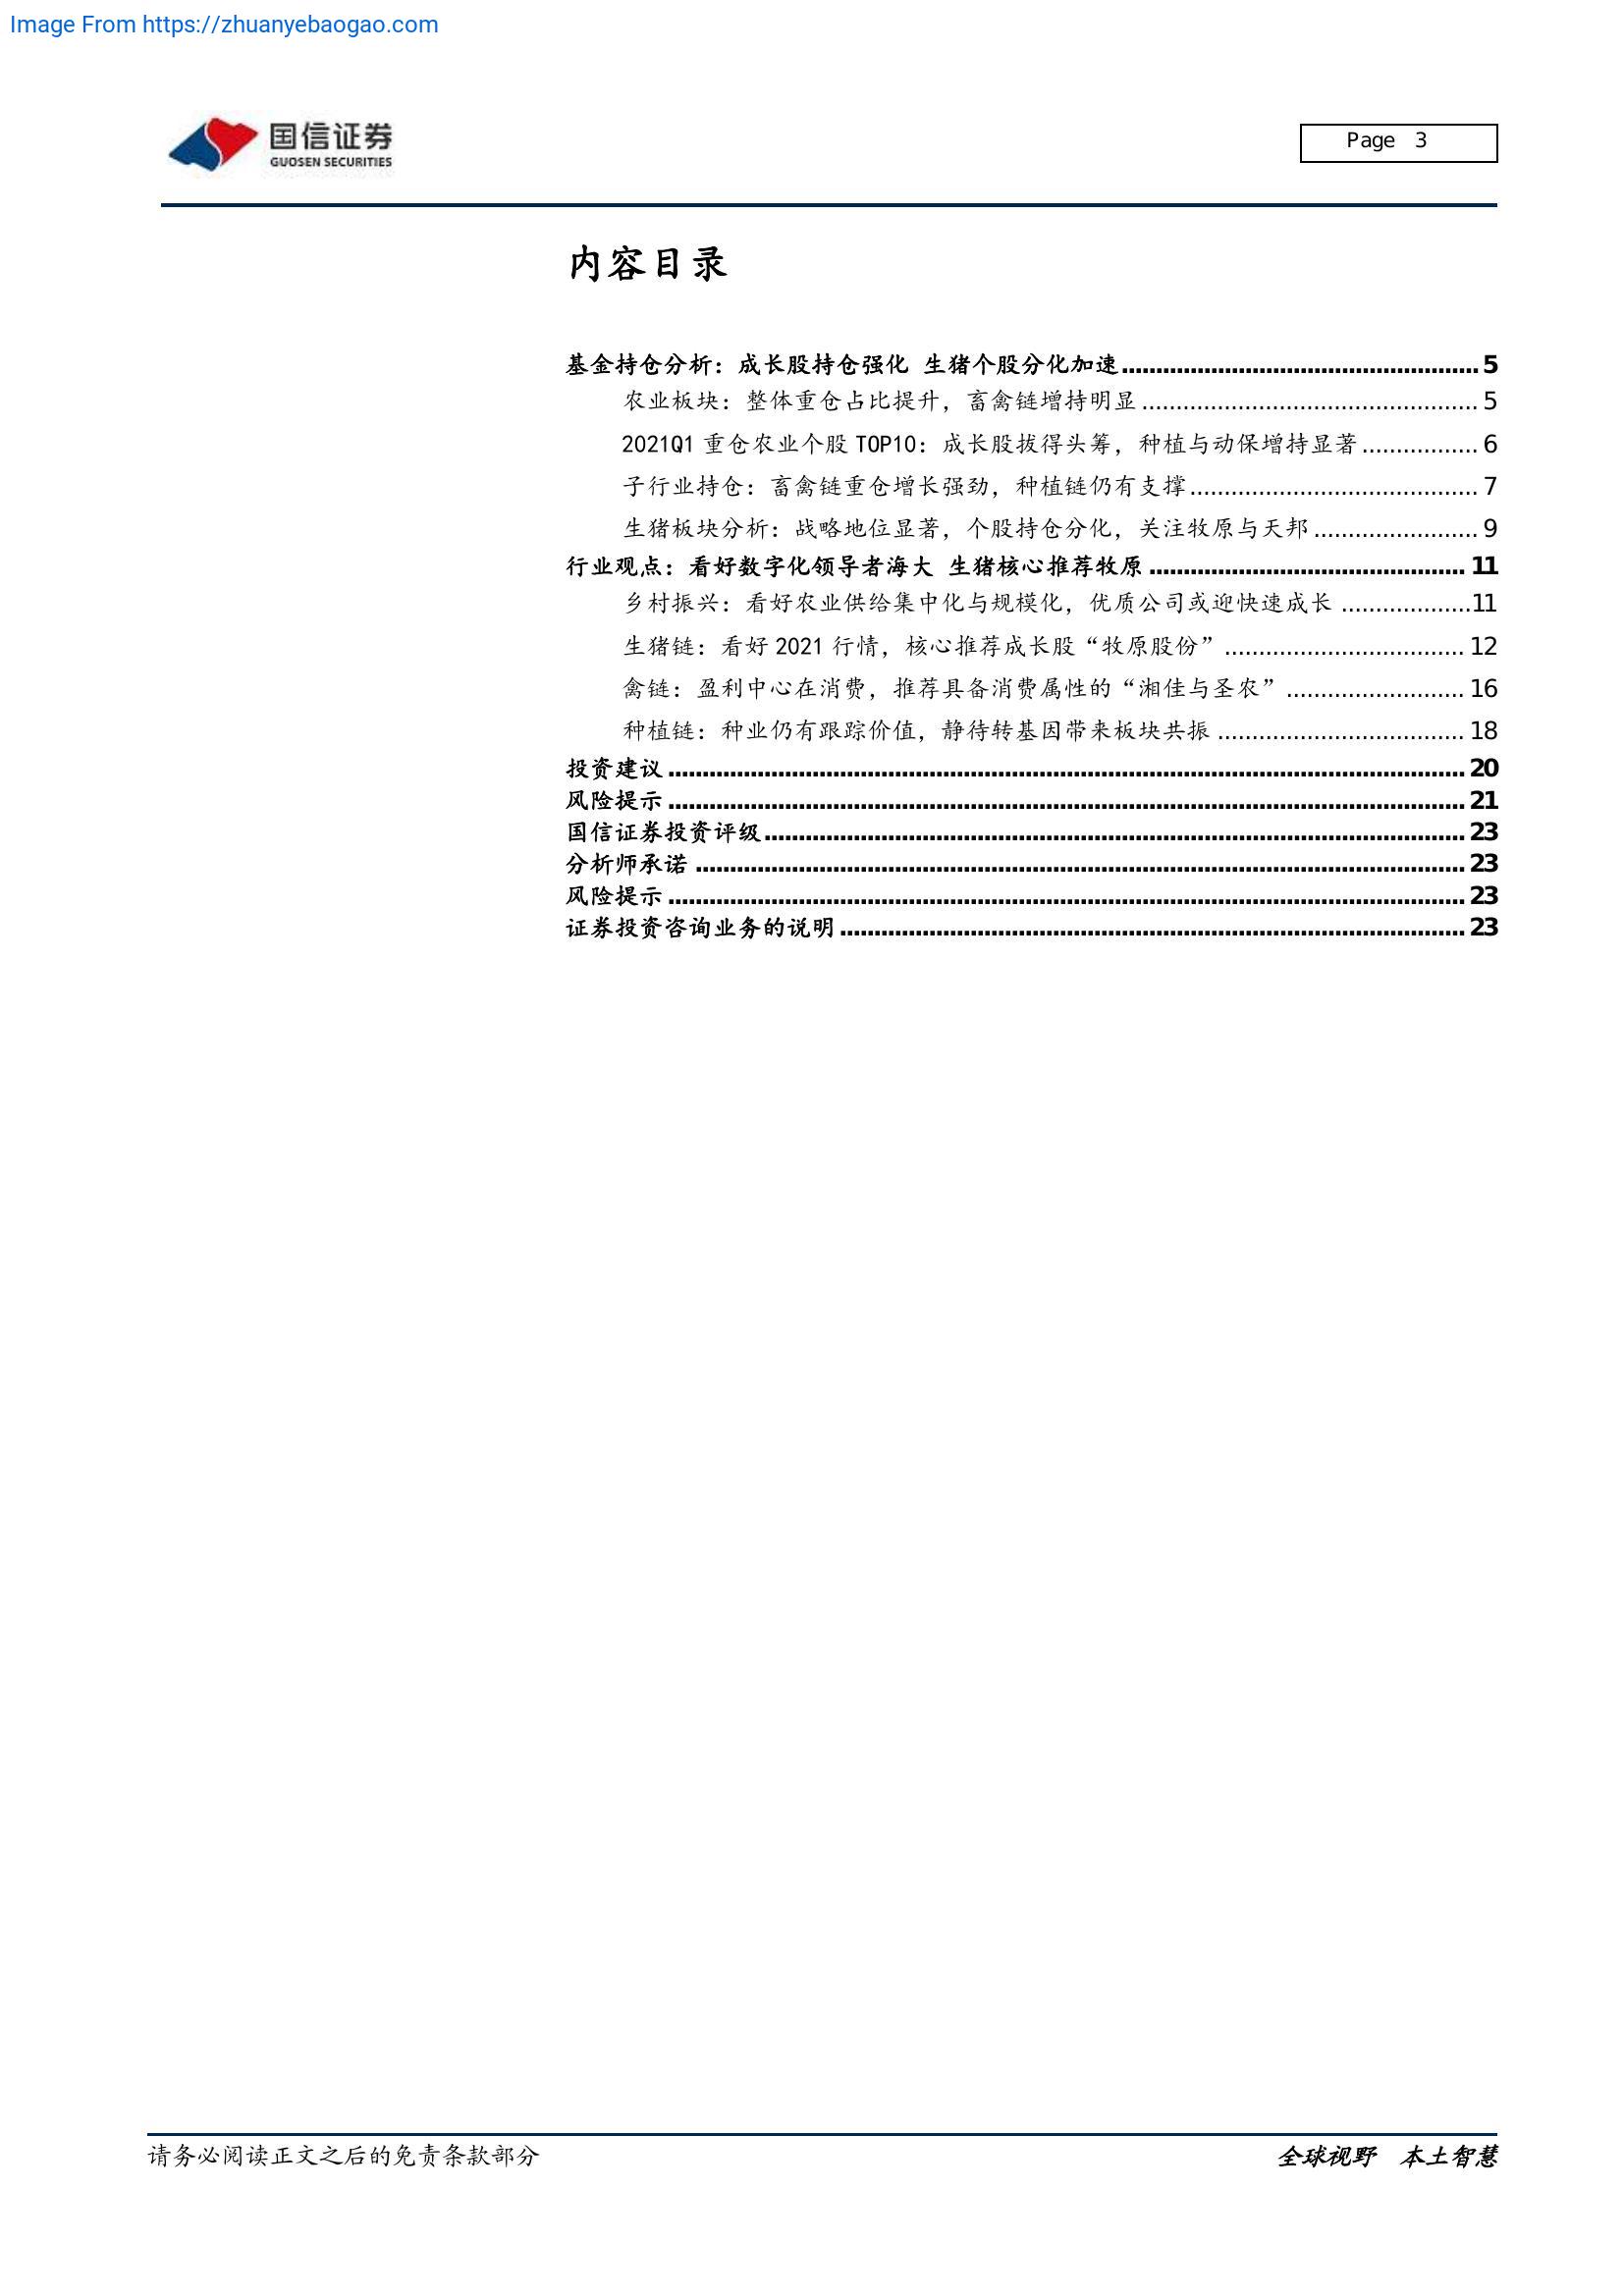 Image From https://zhuanyebaogao.com
国信证券
GUOSEN SECURITIES
Page 3
内容目录
基金持仓分析：成长股持仓强化 生猪个股分化加速.................................................... 5
农业板块：整体重仓占比提升，畜禽链增持明显................................................. 5
2021Q1 重仓农业个股 TOP10：成长股拔得头筹，种植与动保增持显著................. 6
子行业持仓：畜禽链重仓增长强劲，种植链仍有支撑.......................................... 7
生猪板块分析：战略地位显著，个股持仓分化，关注牧原与天邦........................ 9
行业观点：看好数字化领导者海大 生猪核心推荐牧原.............................................. 11
乡村振兴：看好农业供给集中化与规模化，优质公司或迎快速成长...................11
生猪链：看好 2021 行情，核心推荐成长股“牧原股份”................................... 12
禽链：盈利中心在消费，推荐具备消费属性的“湘佳与圣农”.......................... 16
种植链：种业仍有跟踪价值，静待转基因带来板块共振.................................... 18
投资建议.................................................................................................................... 20
风险提示.................................................................................................................... 21
国信证券投资评级...................................................................................................... 23
分析师承诺................................................................................................................ 23
风险提示.................................................................................................................... 23
证券投资咨询业务的说明........................................................................................... 23
请务必阅读正文之后的免责条款部分
全球视野 本土智慧